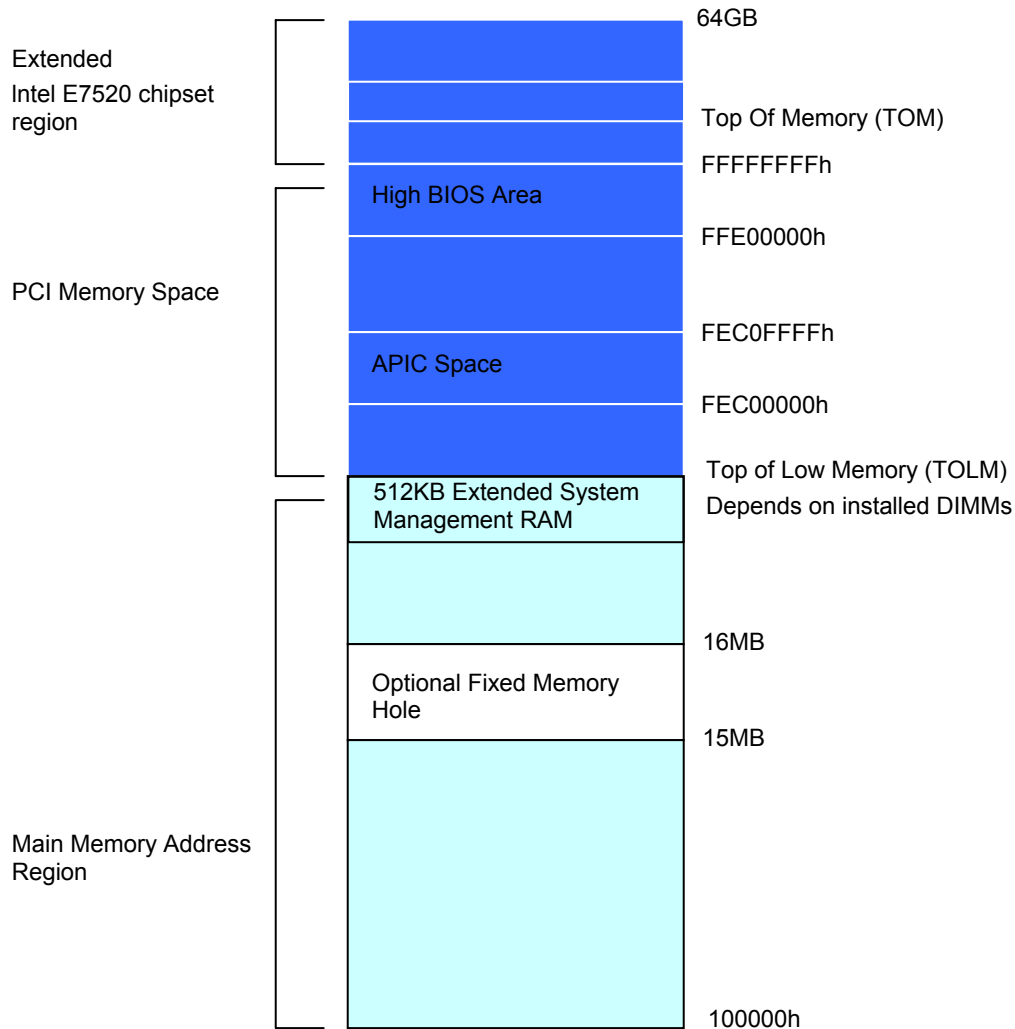 64GB
Extended
Intel E7520 chipset
region
Top Of Memory (TOM)
FFFFFFFFh
High BIOS Area
FFE00000h
PCI Memory Space
FEC0FFFFh
APIC Space
FEC00000h
Top of Low Memory (TOLM)
Depends on installed DIMMs
512KB Extended System
Management RAM
16MB
Optional Fixed Memory
Hole
15MB
Main Memory Address
Region
100000h